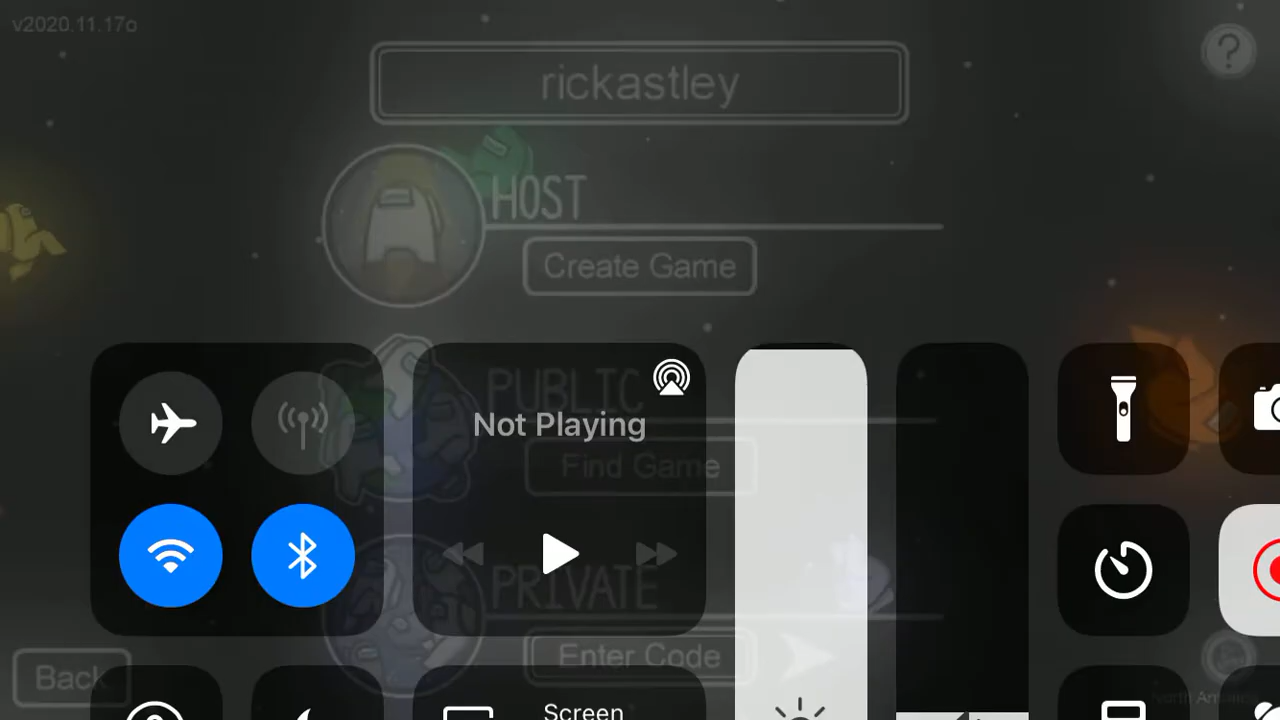 v2020.11.17o
?
rickastley
HOST
Create Game
PUBLIC
Not Playing
Find Game
PRIVATE
Enter Code
Back
Screen